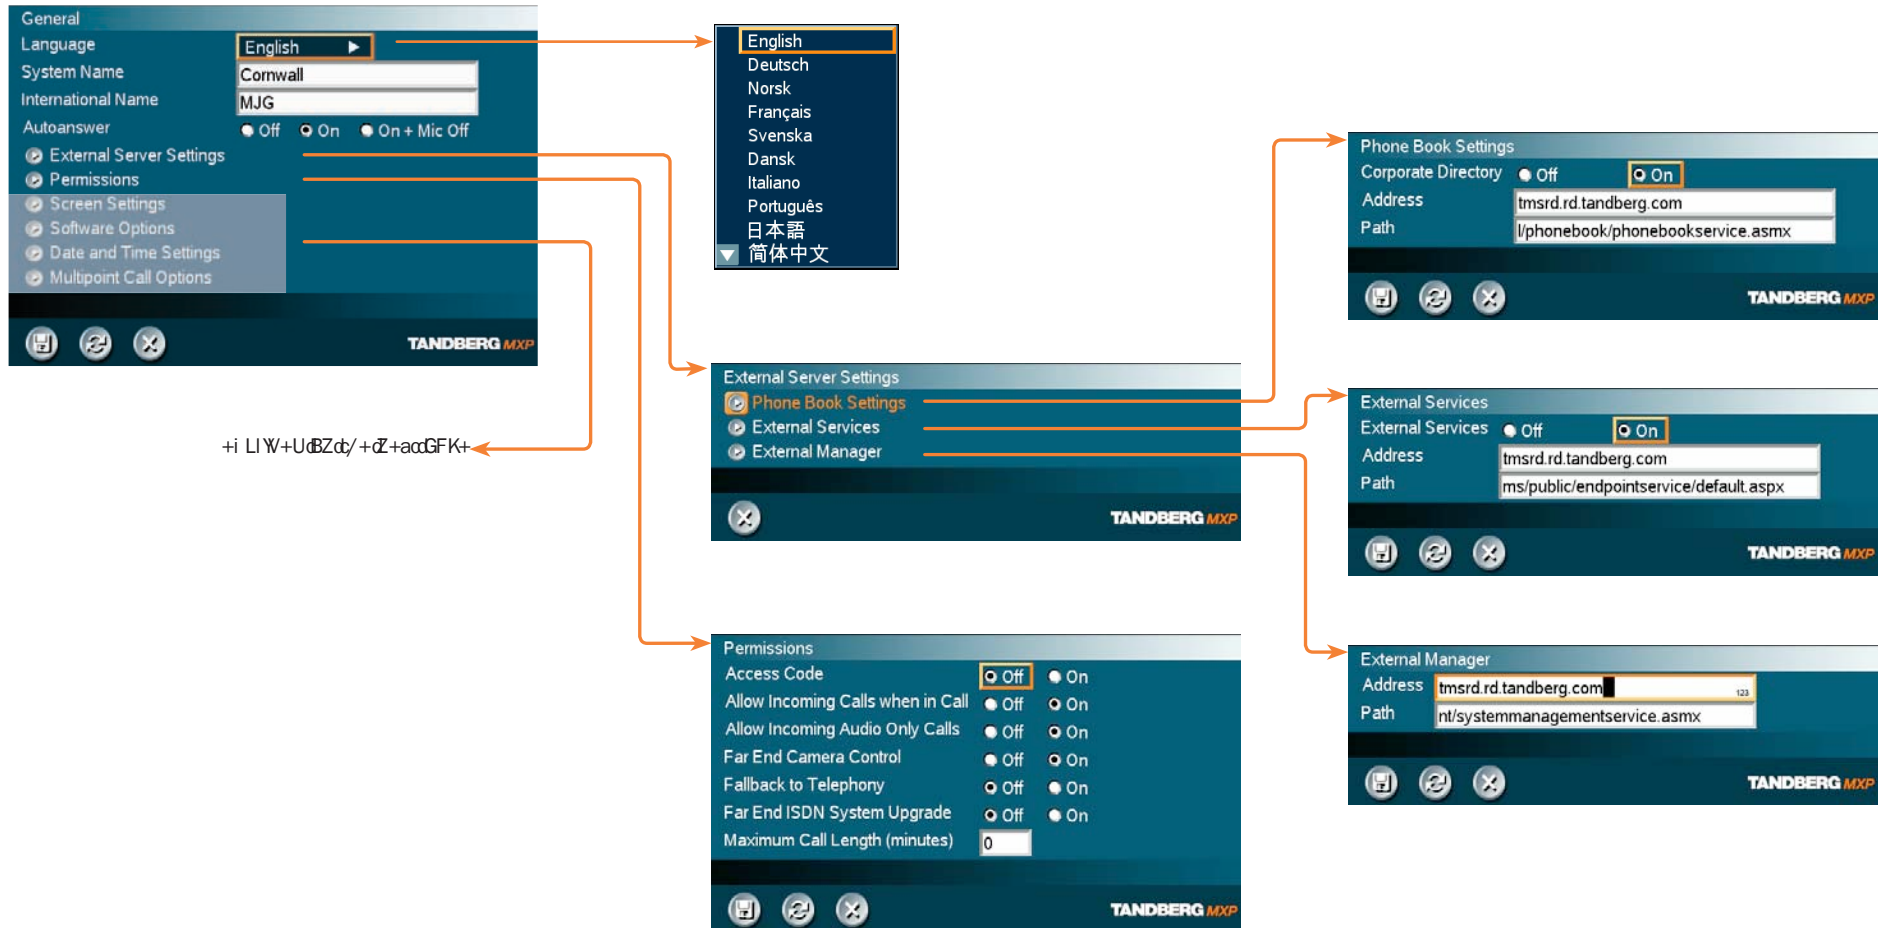 General
Language English
System Name Cornwall
International Name MJG
Autoanswer Off On On + Mic Off
External Server Settings
Permissions
Screen Settings
Software Options
Date and Time Settings
Multipoint Call Options
TANDBERG MXP
English
Deutsch
Norsk
Français
Svenska
Dansk
Italiano
Português
日本語
简体中文
External Server Settings
Phone Book Settings
External Services
External Manager
TANDBERG MXP
Permissions
Access Code Off On
Allow Incoming Calls when in Call Off On
Allow Incoming Audio Only Calls Off On
Far End Camera Control Off On
Fallback to Telephony Off On
Far End ISDN System Upgrade Off On
Maximum Call Length (minutes) 0
TANDBERG MXP
Phone Book Settings
Corporate Directory Off On
Address tmsrd.rd.tandberg.com
Path l/phonebook/phonebookservice.asmx
TANDBERG MXP
External Services
External Services Off On
Address tmsrd.rd.tandberg.com
Path ms/public/endpointservice/default.aspx
TANDBERG MXP
External Manager
Address tmsrd.rd.tandberg.com 123
Path nt/systemmanagementservice.asmx
TANDBERG MXP